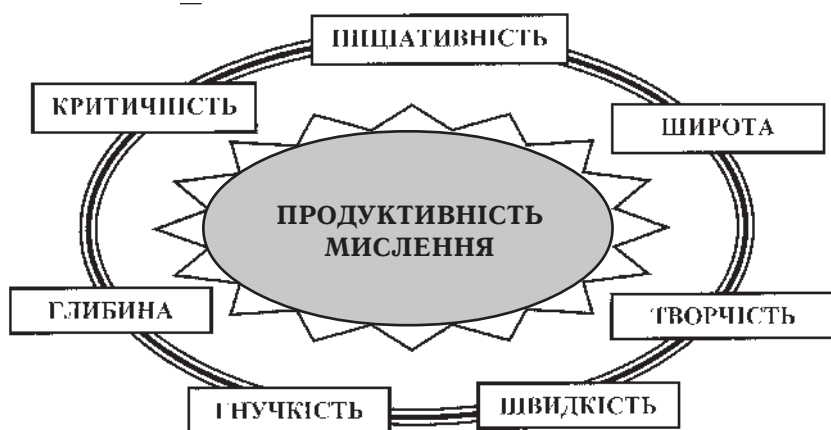 ІНІЦІАТИВНІСТЬ
КРИТИЧНІСТЬ
ШИРОТА
ПРОДУКТИВНІСТЬ
МИСЛЕННЯ
ГЛИБИНА
ТВОРЧІСТЬ
ГНУЧКІСТЬ
ШВИДКІСТЬ